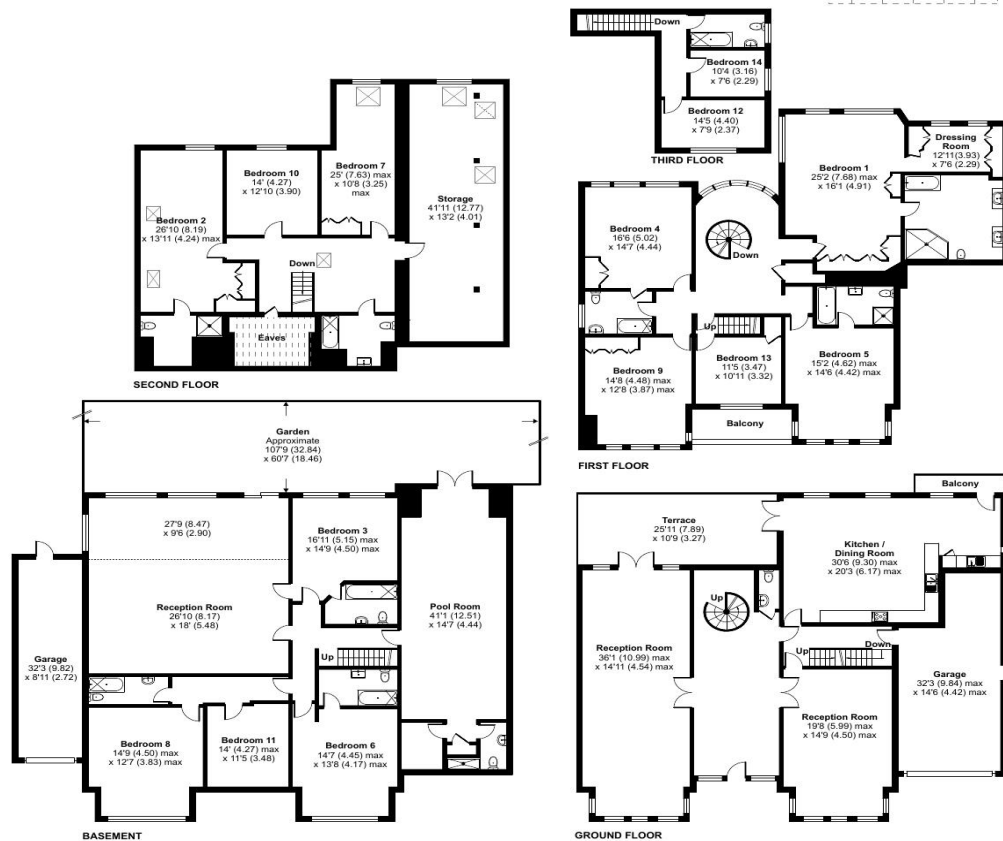 Down
Bedroom 14
10'4 (3.16)
x 7'6 (2.29)
Bedroom 12
14'5 (4.40)
x 7'9 (2.37)
THIRD FLOOR
Bedroom 7
25' (7.63) max
x 10'8 (3.25)
max
Bedroom 10
14' (4.27)
x 12'10 (3.90)
Bedroom 2
26'10 (8.19)
x 13'11 (4.24) max
Storage
41'11 (12.77)
x 13'2 (4.01)
Down
Eaves
SECOND FLOOR
Dressing
Room
12'11(3.93)
x 7'6 (2.29)
Bedroom 1
25'2 (7.68) max
x 16'1 (4.91)
Bedroom 4
16'6 (5.02)
x 14'7 (4.44)
Down
Up
Bedroom 9
14'8 (4.48) max
x 12'8 (3.87) max
Bedroom 13
11'5 (3.47)
x 10'11 (3.32)
Bedroom 5
15'2 (4.62) max
x 14'6 (4.42) max
Balcony
FIRST FLOOR
Garden
Approximate
107'9 (32.84)
x 60'7 (18.46)
27'9 (8.47)
x 9'6 (2.90)
Bedroom 3
16'11 (5.15) max
x 14'9 (4.50) max
Reception Room
26'10 (8.17)
x 18' (5.48)
Pool Room
41'1 (12.51)
x 14'7 (4.44)
Garage
32'3 (9.82)
x 8'11 (2.72)
Up
Bedroom 8
14'9 (4.50) max
x 12'7 (3.83) max
Bedroom 11
14' (4.27) max
x 11'5 (3.48)
Bedroom 6
14'7 (4.45) max
x 13'8 (4.17) max
BASEMENT
Balcony
Terrace
25'11 (7.89)
x 10'9 (3.27)
Kitchen /
Dining Room
30'6 (9.30) max
x 20'3 (6.17) max
Up
Reception Room
36'1 (10.99) max
x 14'11 (4.54) max
Up
Down
Garage
32'3 (9.84) max
x 14'6 (4.42) max
Reception Room
19'8 (5.99) max
x 14'9 (4.50) max
GROUND FLOOR